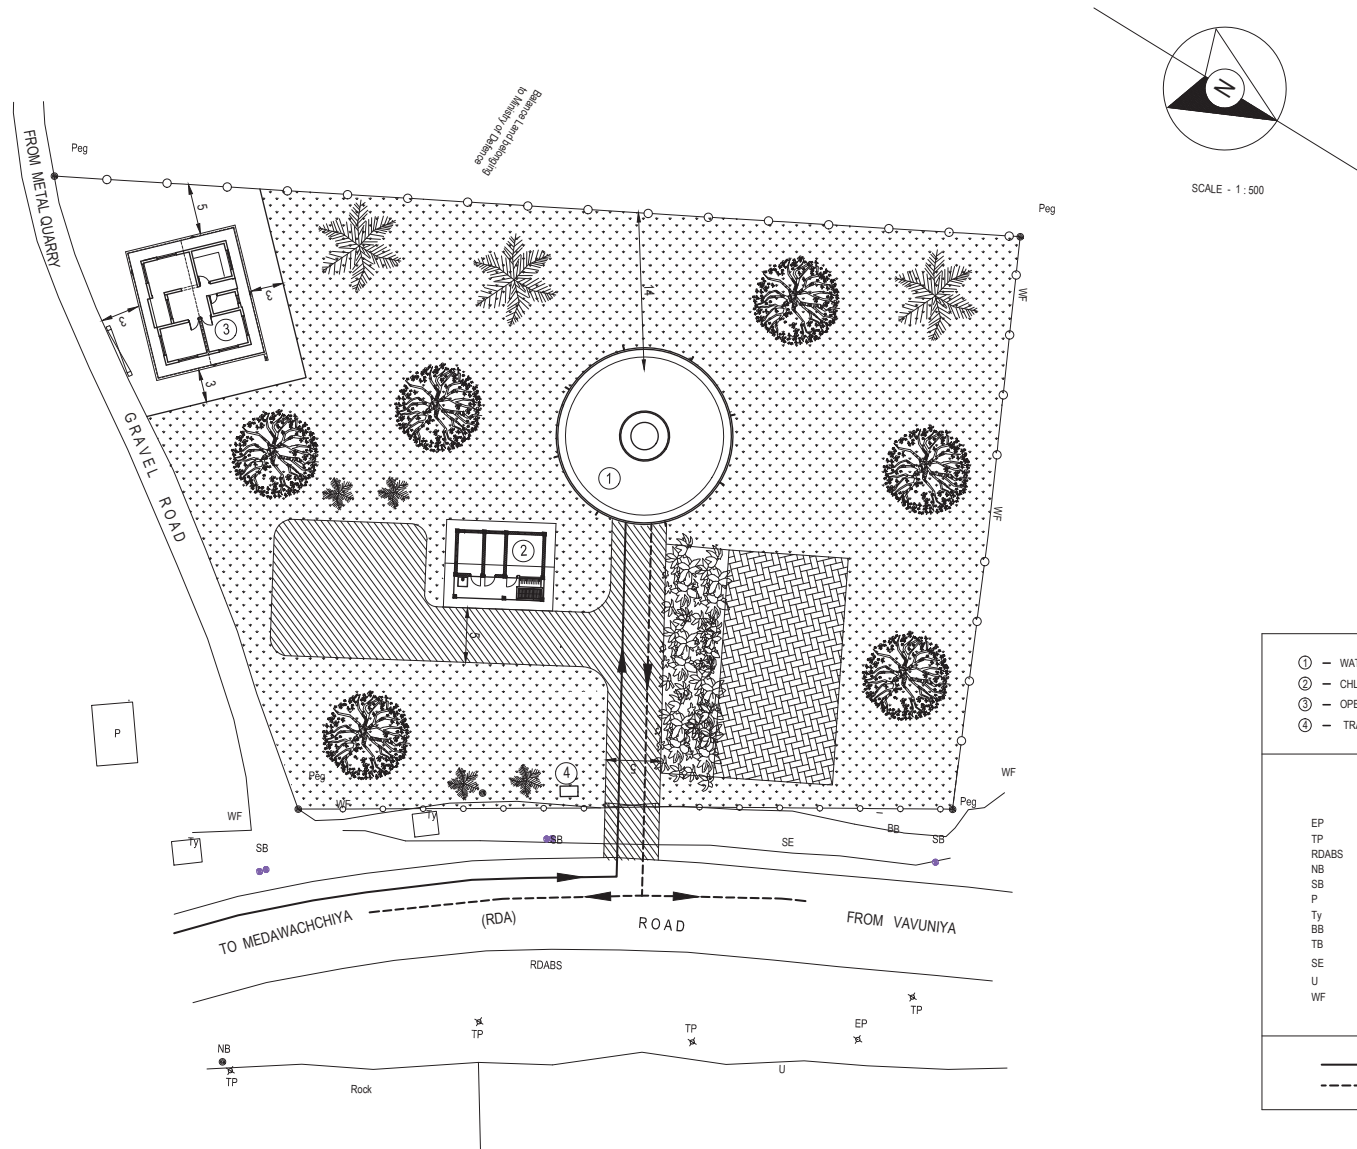 N
SCALE - 1 : 500
Balance Land belonging
to Ministry of Defence
Peg
FROM METAL QUARRY
Peg
5
3
3
3
3
14
WF
WF
GRAVEL ROAD
1
2
5
P
4
5
Peg
WF
WF
Ty
Ty
SB
SB
SE
BB
SB
Peg
WF
TO MEDAWACHCHIYA
(RDA)
ROAD
FROM VAVUNIYA
RDABS
TP
TP
EP
TP
NB
TP
Rock
U
1 – WAT
2 – CHL
3 – OPE
4 – TRA
EP
TP
RDABS
NB
SB
P
Ty
BB
TB
SE
U
WF